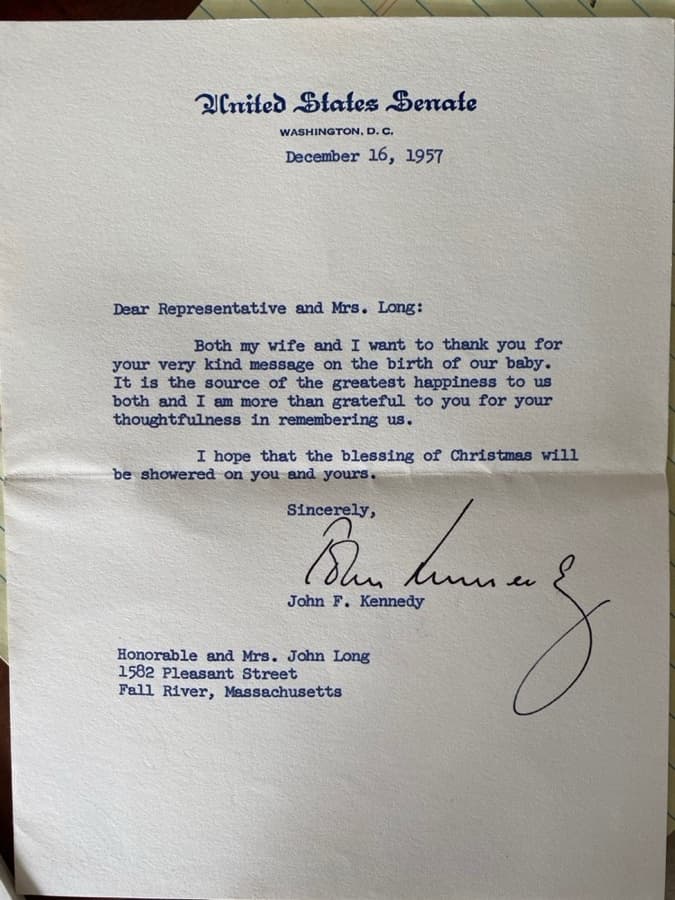 United States Senate
WASHINGTON, D. C.
December 16, 1957
Dear Representative and Mrs. Long:
Both my wife and I want to thank you for
your very kind message on the birth of our baby.
It is the source of the greatest happiness to us
both and I am more than grateful to you for your
thoughtfulness in remembering us.
I hope that the blessing of Christmas will
be showered on you and yours.
Sincerely,
John Kennedy
John F. Kennedy
Honorable and Mrs. John Long
1582 Pleasant Street
Fall River, Massachusetts